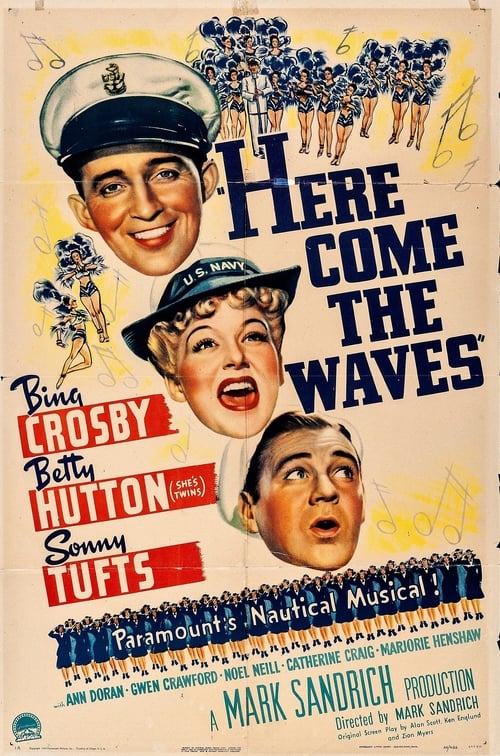 "HERE
COME
THE
WAVES"
U.S. NAVY
Bing
CROSBY
Betty
HUTTON (SHE'S TWINS)
Sonny
TUFTS
Paramount's Nautical Musical!
with ANN DORAN · GWEN CRAWFORD · NOEL NEILL · CATHERINE CRAIG · MARJORIE HENSHAW
A MARK SANDRICH PRODUCTION
Directed by MARK SANDRICH
Original Screen Play by Alan Scott, Ken Englund
and Zion Myers